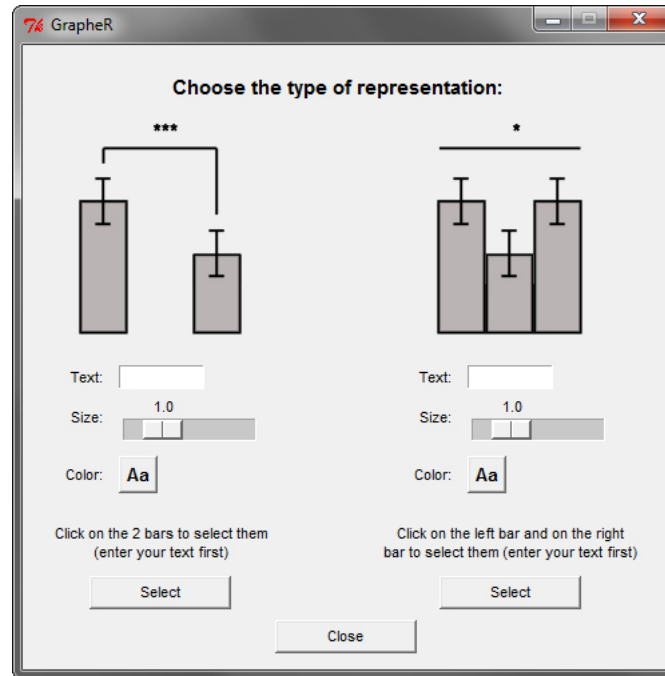 GrapheR
Choose the type of representation:
***
*
Text:
Text:
1.0
1.0
Size:
Size:
Color: Aa
Color: Aa
Click on the 2 bars to select them
(enter your text first)
Click on the left bar and on the right
bar to select them (enter your text first)
Select
Select
Close